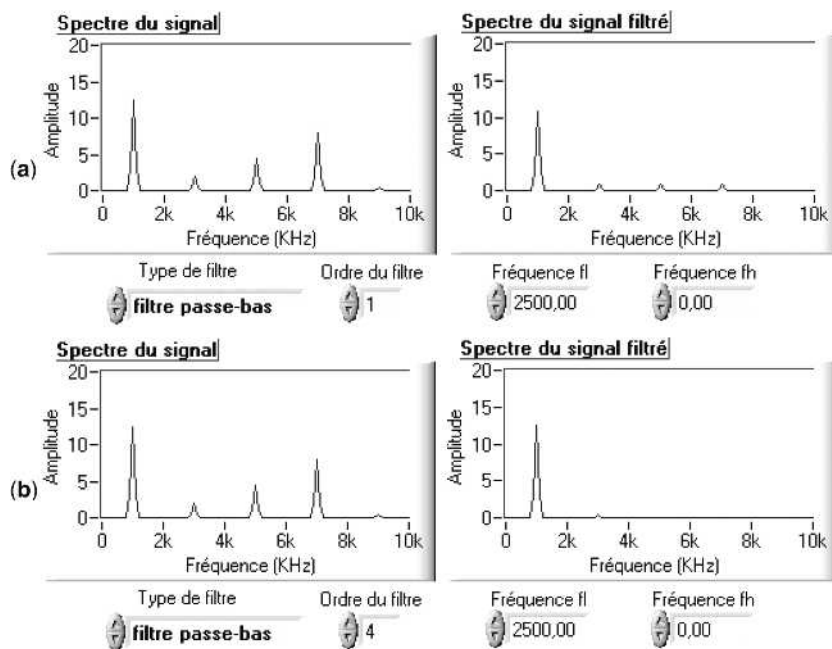 Spectre du signal
Spectre du signal filtré
(a)
Amplitude
20
15
10
5
0
0 2k 4k 6k 8k 10k
Fréquence (KHz)
Amplitude
20
15
10
5
0
0 2k 4k 6k 8k 10k
Fréquence (KHz)
Type de filtre
Ordre du filtre
Fréquence fl
Fréquence fh
filtre passe-bas
1
2500,00
0,00
Spectre du signal
Spectre du signal filtré
(b)
Amplitude
20
15
10
5
0
0 2k 4k 6k 8k 10k
Fréquence (KHz)
Amplitude
20
15
10
5
0
0 2k 4k 6k 8k 10k
Fréquence (KHz)
Type de filtre
Ordre du filtre
Fréquence fl
Fréquence fh
filtre passe-bas
4
2500,00
0,00